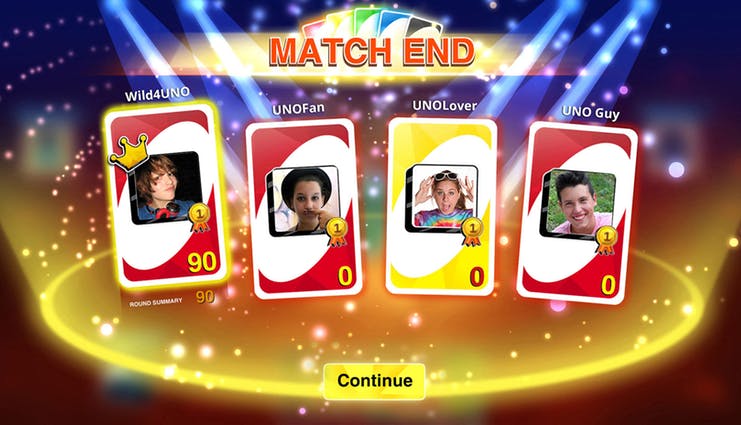 MATCH END
Wild4UNO
UNOFan
UNOLover
UNO Guy
1
1
1
1
90
0
0
0
ROUND SUMMARY 90
Continue